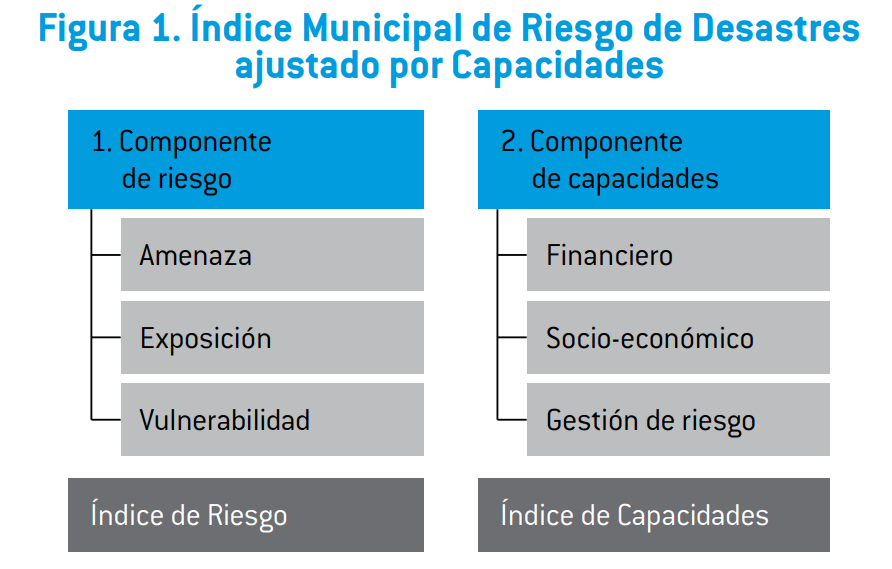 Figura 1. Índice Municipal de Riesgo de Desastres
ajustado por Capacidades
1. Componente
de riesgo
Amenaza
Exposición
Vulnerabilidad
Índice de Riesgo
2. Componente
de capacidades
Financiero
Socio-económico
Gestión de riesgo
Índice de Capacidades